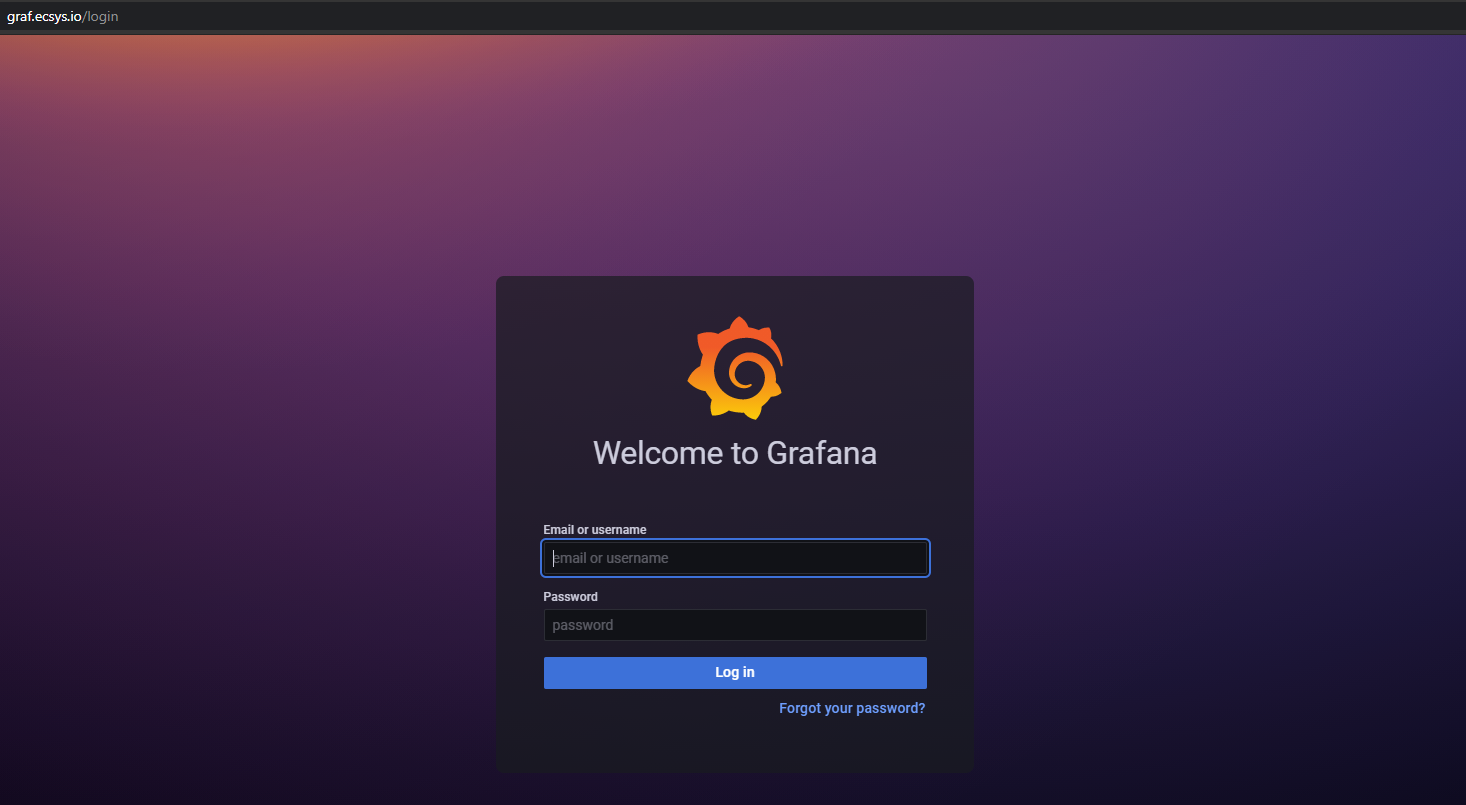 graf.ecsys.io/login
Welcome to Grafana
Email or username
email or username
Password
password
Log in
Forgot your password?